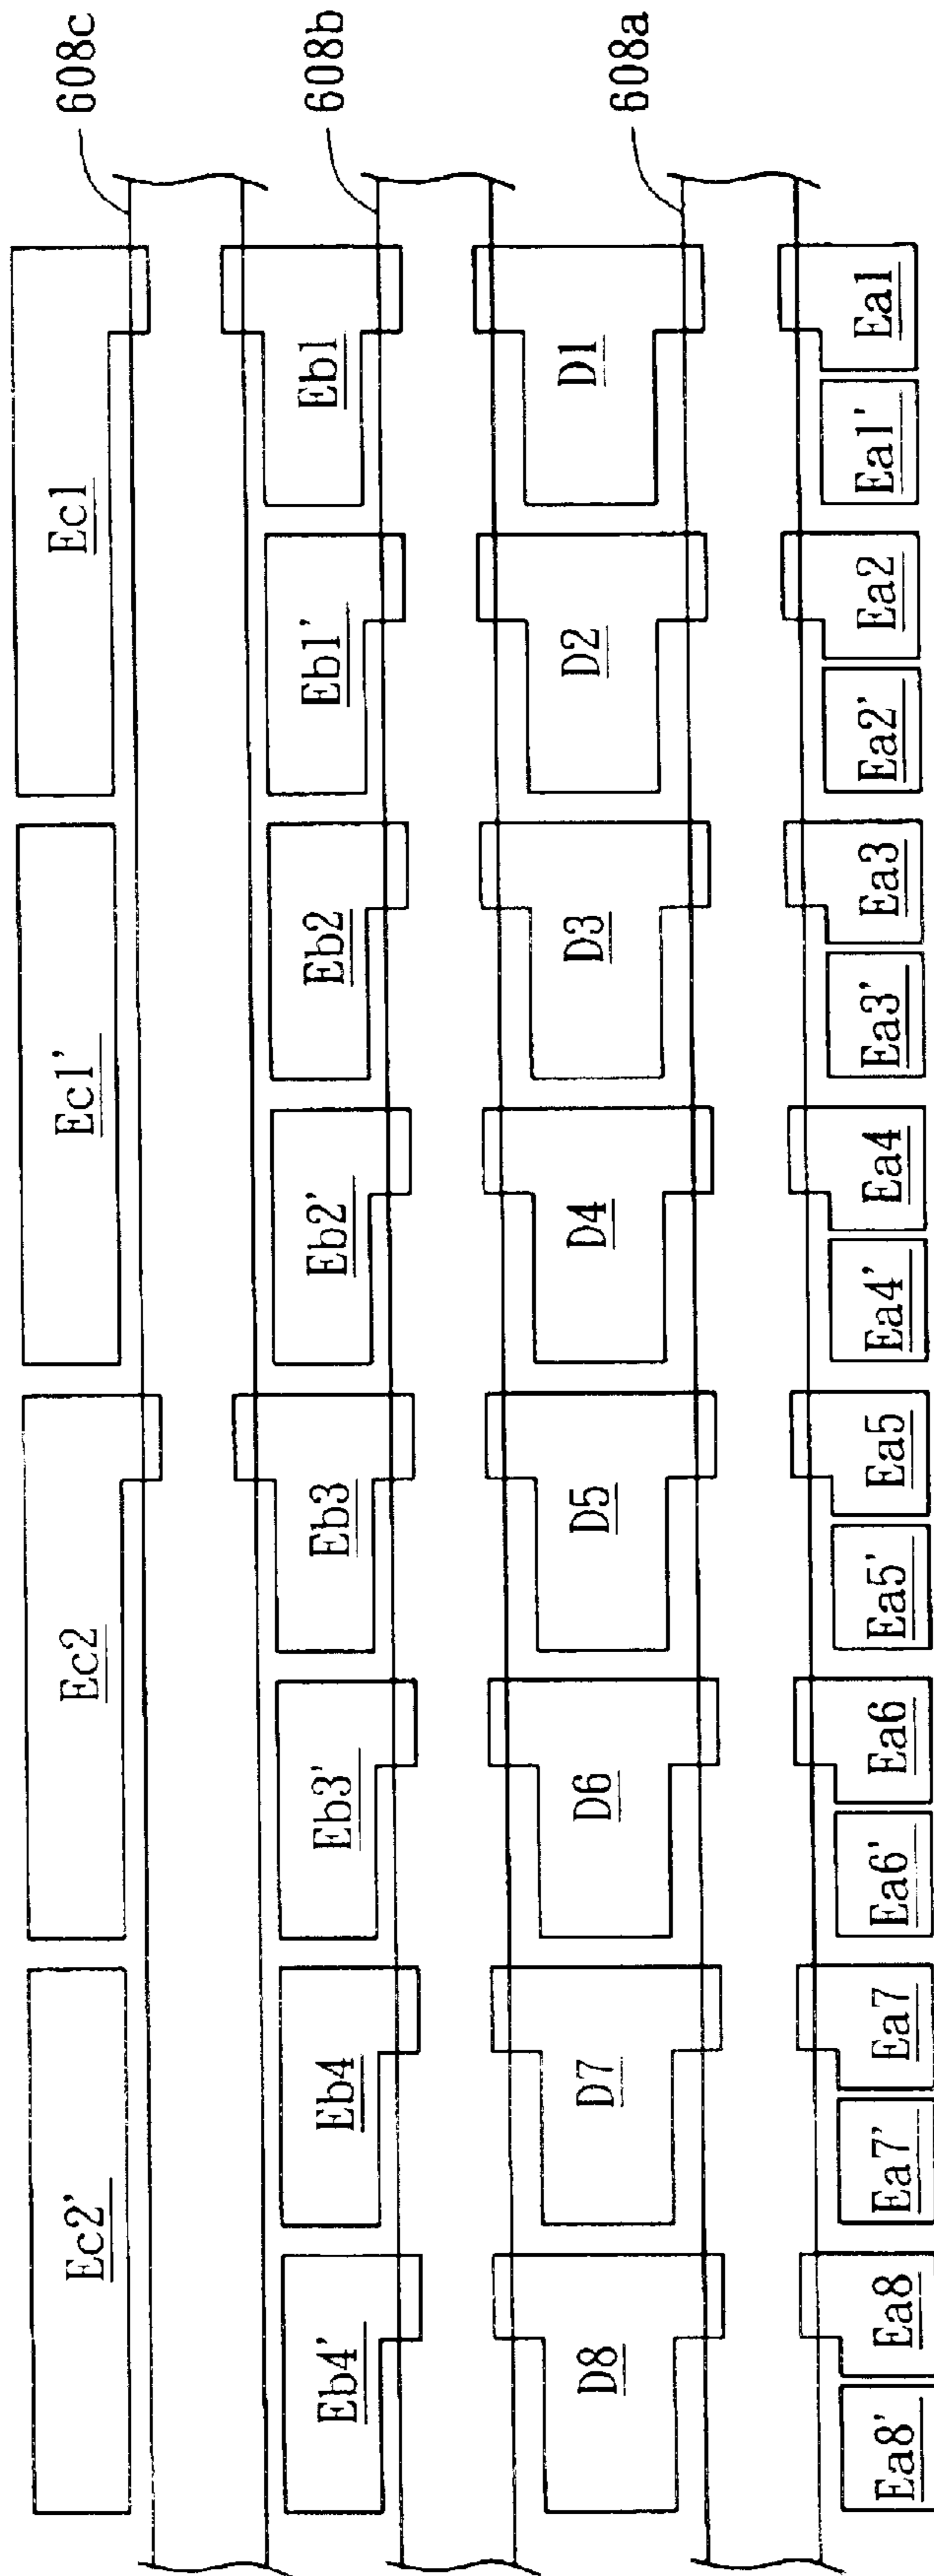 Ec2'
Ec2
Ec1'
Ec1
608c
Eb4'
Eb4
Eb3'
Eb3
Eb2'
Eb2
Eb1'
Eb1
608b
D8
D7
D6
D5
D4
D3
D2
D1
608a
Ea8'
Ea8
Ea7'
Ea7
Ea6'
Ea6
Ea5'
Ea5
Ea4'
Ea4
Ea3'
Ea3
Ea2'
Ea2
Ea1'
Ea1